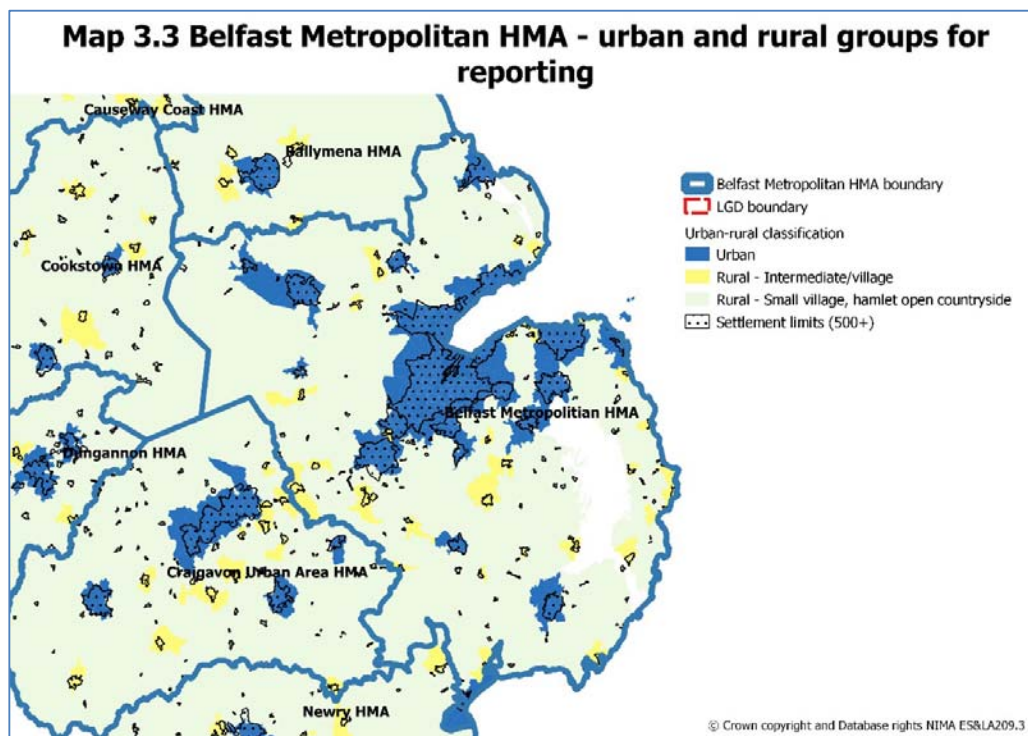 Map 3.3 Belfast Metropolitan HMA - urban and rural groups for
reporting
Causeway Coast HMA
Ballymena HMA
Belfast Metropolitan HMA boundary
LGD boundary
Urban-rural classification
Urban
Cookstown HMA
Rural - Intermediate/village
Rural - Small village, hamlet open countryside
Settlement limits (500+)
Belfast Metropolitian HMA
Dungannon HMA
Craigavon Urban Area HMA
Newry HMA
© Crown copyright and Database rights NIMA ES&LA209.3